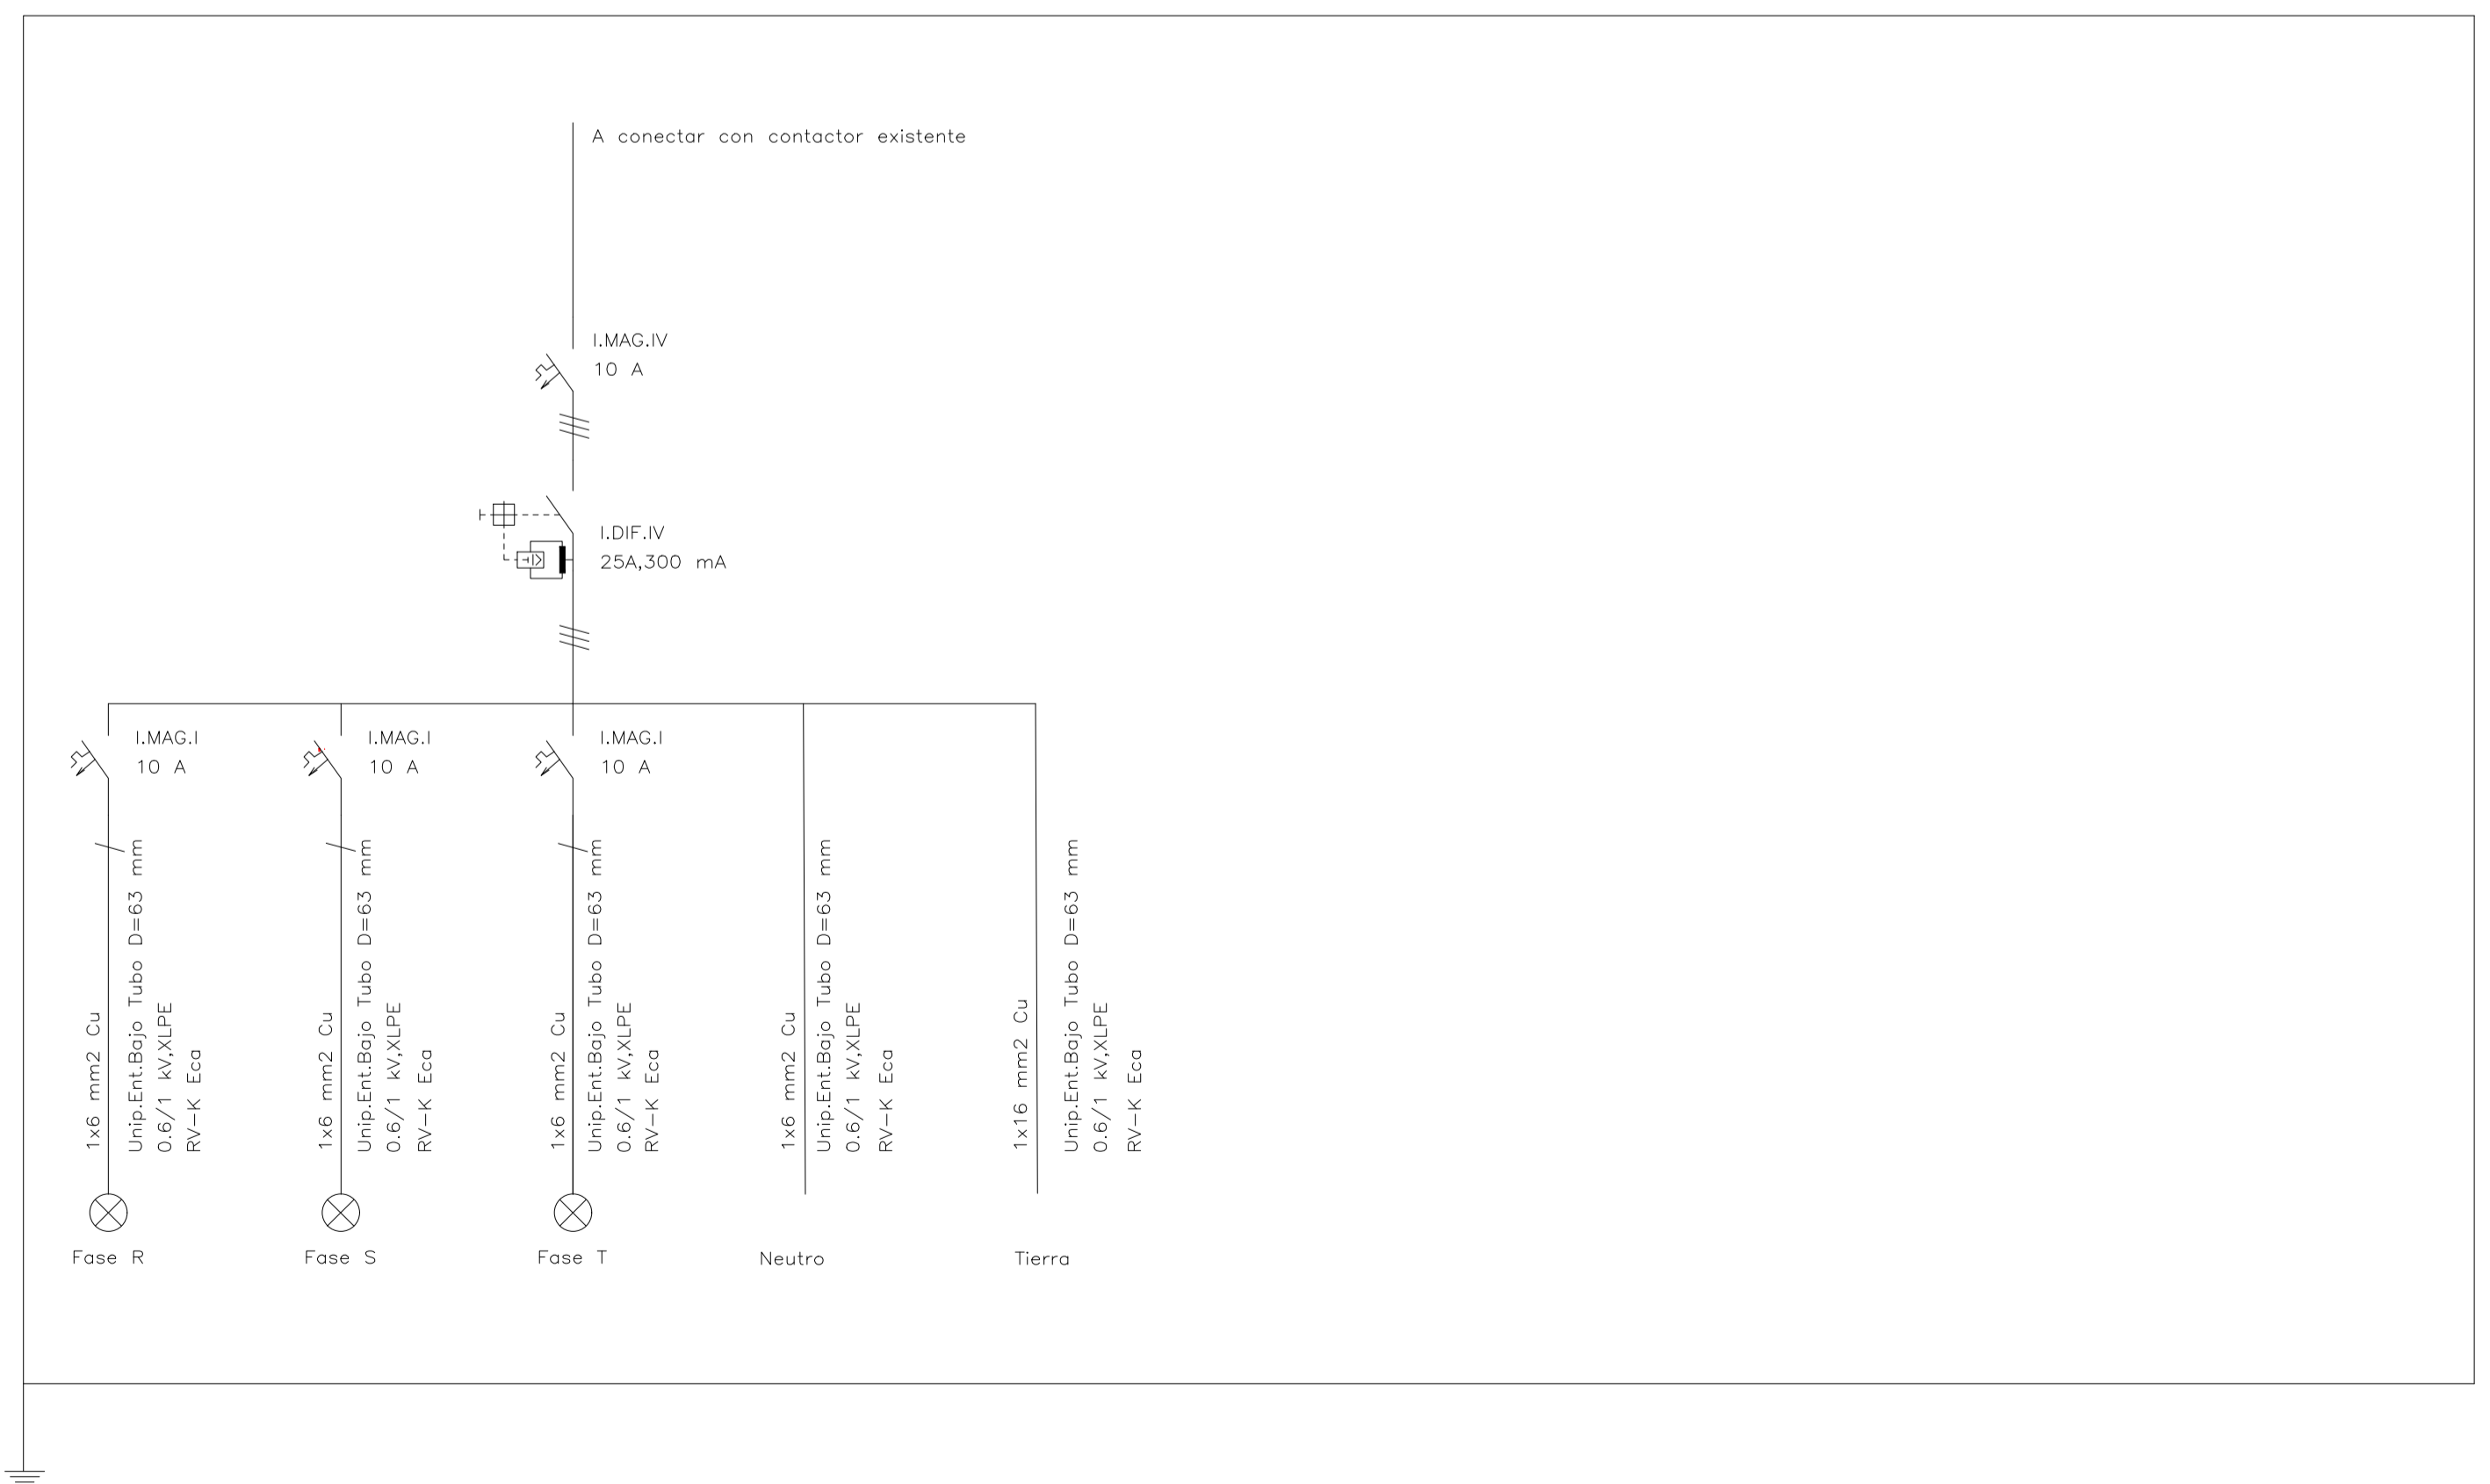 A conectar con contactor existente
I.MAG.IV
10 A
I.DIF.IV
25A,300 mA
I.MAG.I
10 A
I.MAG.I
10 A
I.MAG.I
10 A
1x6 mm2 Cu
Unip.Ent.Bajo Tubo D=63 mm
0.6/1 kV,XLPE
RV-K Eca
1x6 mm2 Cu
Unip.Ent.Bajo Tubo D=63 mm
0.6/1 kV,XLPE
RV-K Eca
1x6 mm2 Cu
Unip.Ent.Bajo Tubo D=63 mm
0.6/1 kV,XLPE
RV-K Eca
1x6 mm2 Cu
Unip.Ent.Bajo Tubo D=63 mm
0.6/1 kV,XLPE
RV-K Eca
1x16 mm2 Cu
Unip.Ent.Bajo Tubo D=63 mm
0.6/1 kV,XLPE
RV-K Eca
Fase R
Fase S
Fase T
Neutro
Tierra